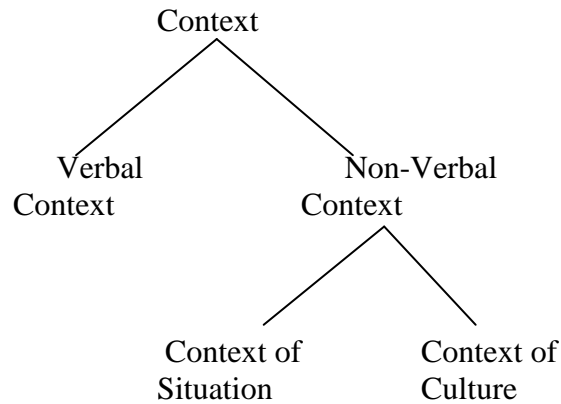 Context
Verbal
Context
Non-Verbal
Context
Context of
Situation
Context of
Culture